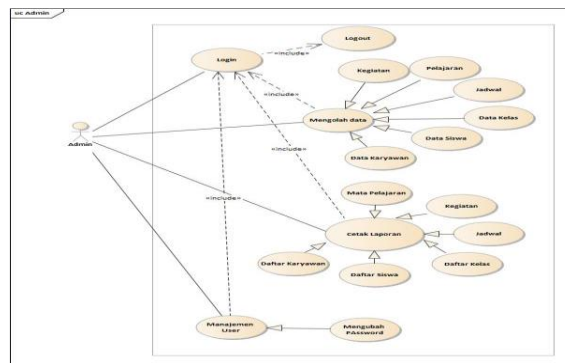 uc Admin
Logout
Login
«include»
Kegiatan
Pelajaran
Jadwal
Mengolah data
Data Kelas
Data Siswa
Admin
Data Karyawan
«include»
Mata Pelajaran
Kegiatan
«include»
Cetak Laporan
Jadwal
Daftar Karyawan
Daftar Kelas
Daftar Siswa
Manajemen
User
Mengubah
Password